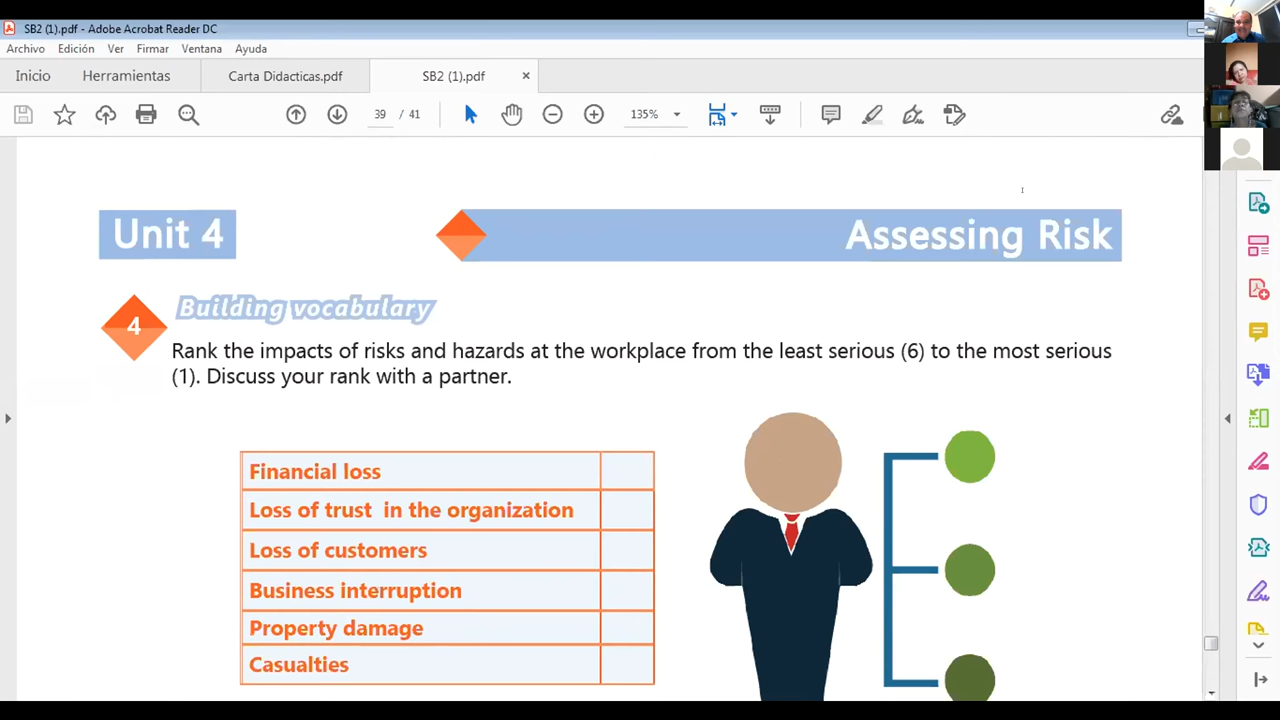 SB2 (1).pdf - Adobe Acrobat Reader DC
Archivo Edición Ver Firmar Ventana Ayuda
Inicio Herramientas Carta Didacticas.pdf SB2 (1).pdf ×
39 / 41 135%
Unit 4 Assessing Risk
4 Building vocabulary
Rank the impacts of risks and hazards at the workplace from the least serious (6) to the most serious
(1). Discuss your rank with a partner.
Financial loss
Loss of trust in the organization
Loss of customers
Business interruption
Property damage
Casualties